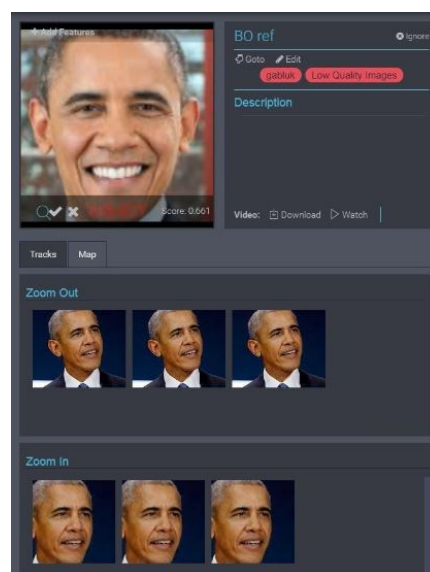 + Add Features
BO ref
Ignore
Goto Edit
gabluk Low Quality Images
Description
Score: 0.661
Video: Download Watch
Tracks Map
Zoom Out
Zoom In